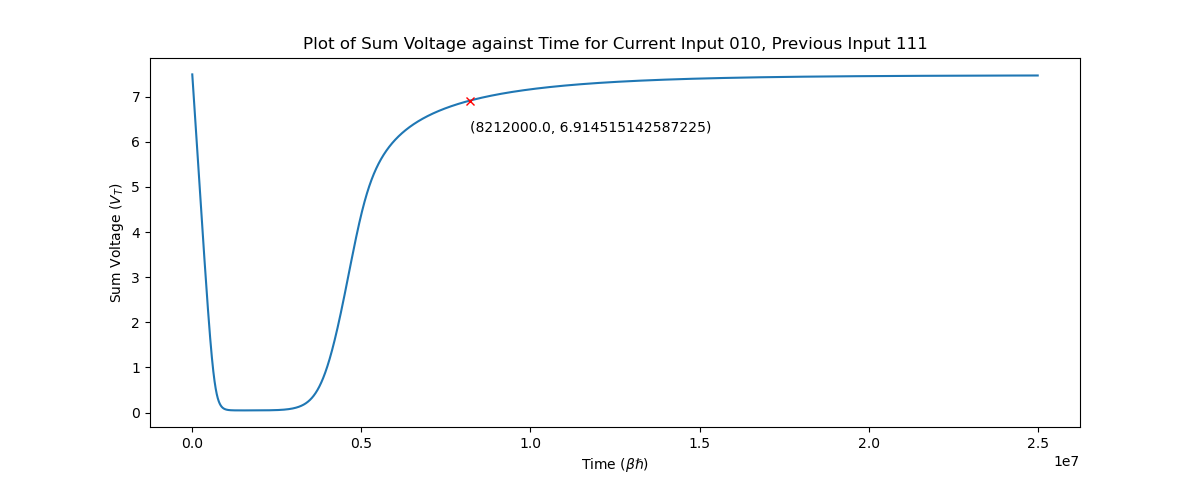 Plot of Sum Voltage against Time for Current Input 010, Previous Input 111
Sum Voltage (V_T)
7
6
5
4
3
2
1
0
(8212000.0, 6.914515142587225)
0.0 0.5 1.0 1.5 2.0 2.5
1e7
Time (βℏ)